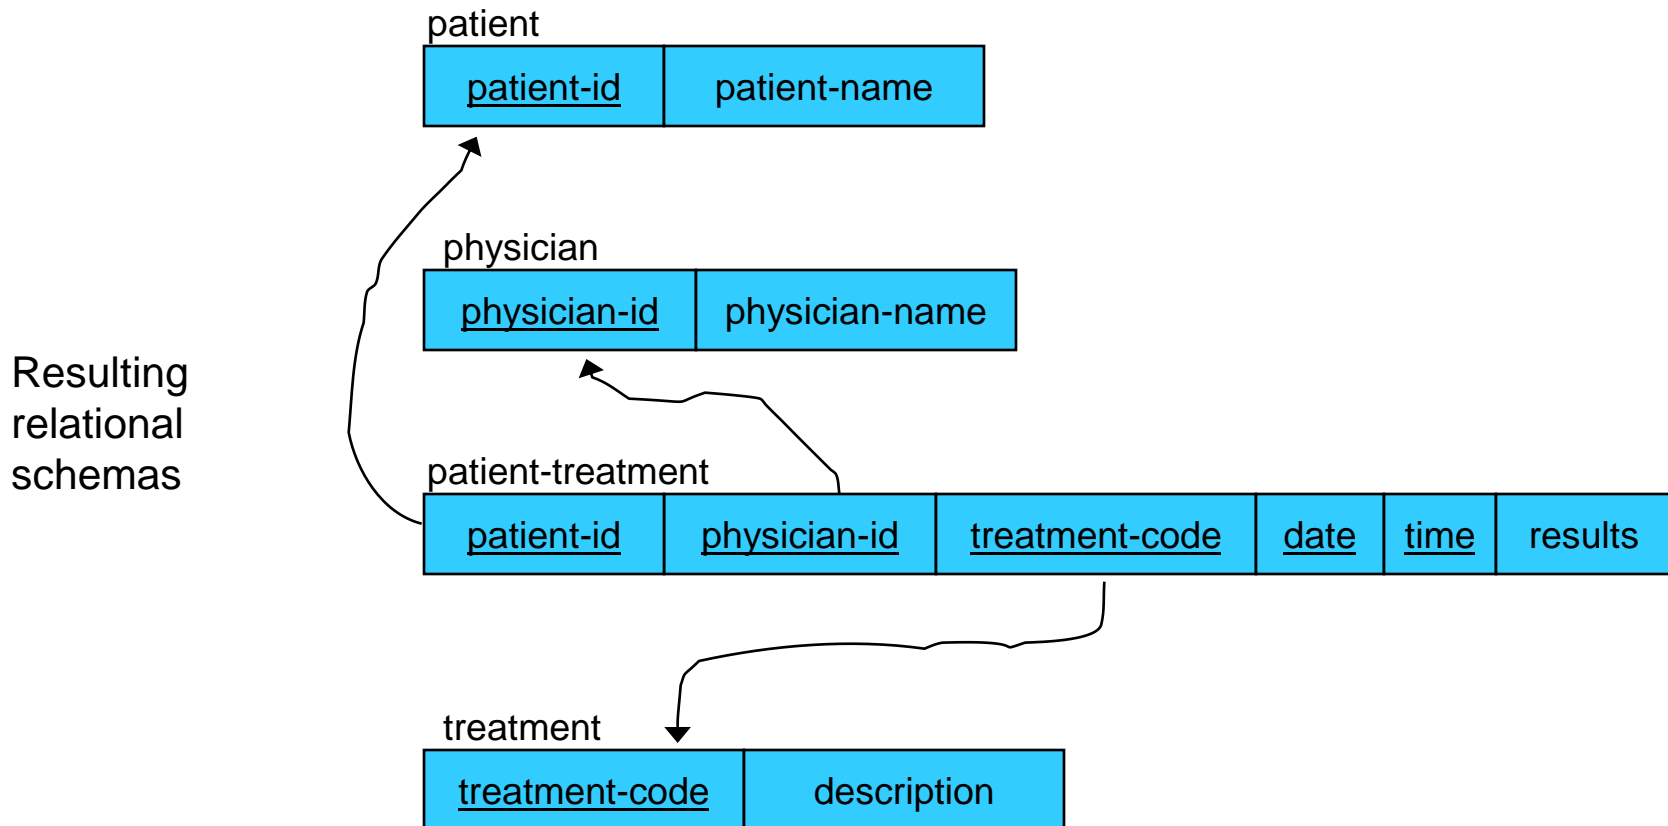 patient
patient-id patient-name
physician
physician-id physician-name
Resulting
relational
schemas
patient-treatment
patient-id physician-id treatment-code date time results
treatment
treatment-code description